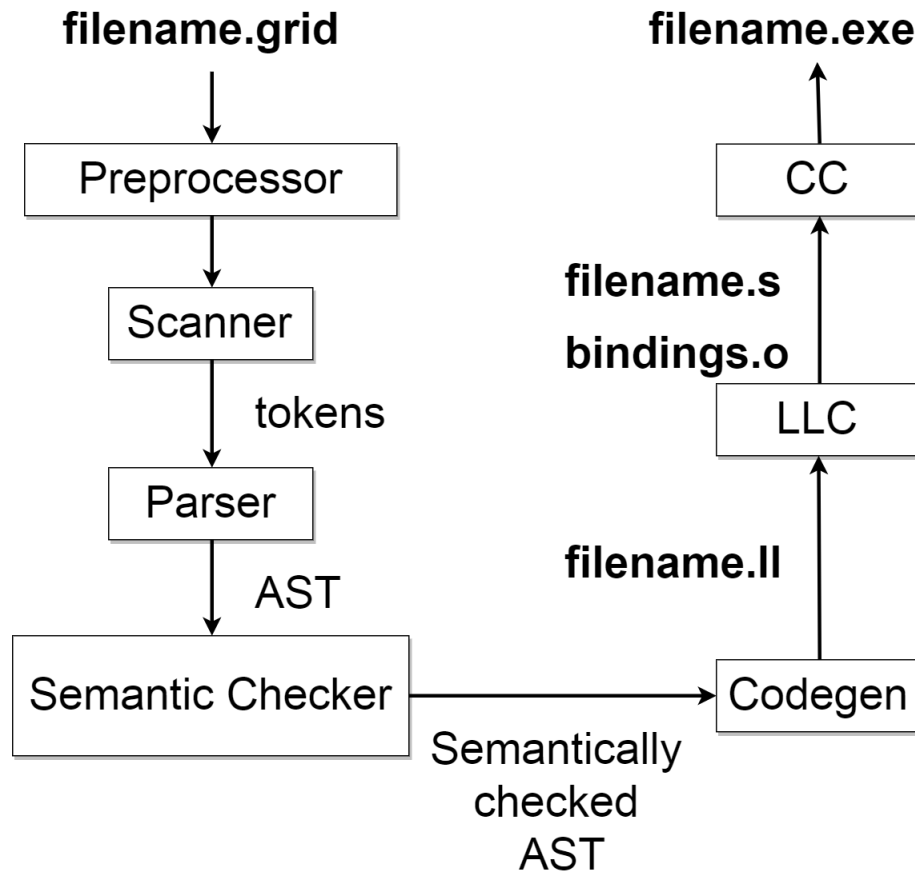 filename.grid
Preprocessor
Scanner
tokens
Parser
AST
Semantic Checker
Semantically
checked
AST
Codegen
filename.ll
LLC
filename.s
bindings.o
CC
filename.exe